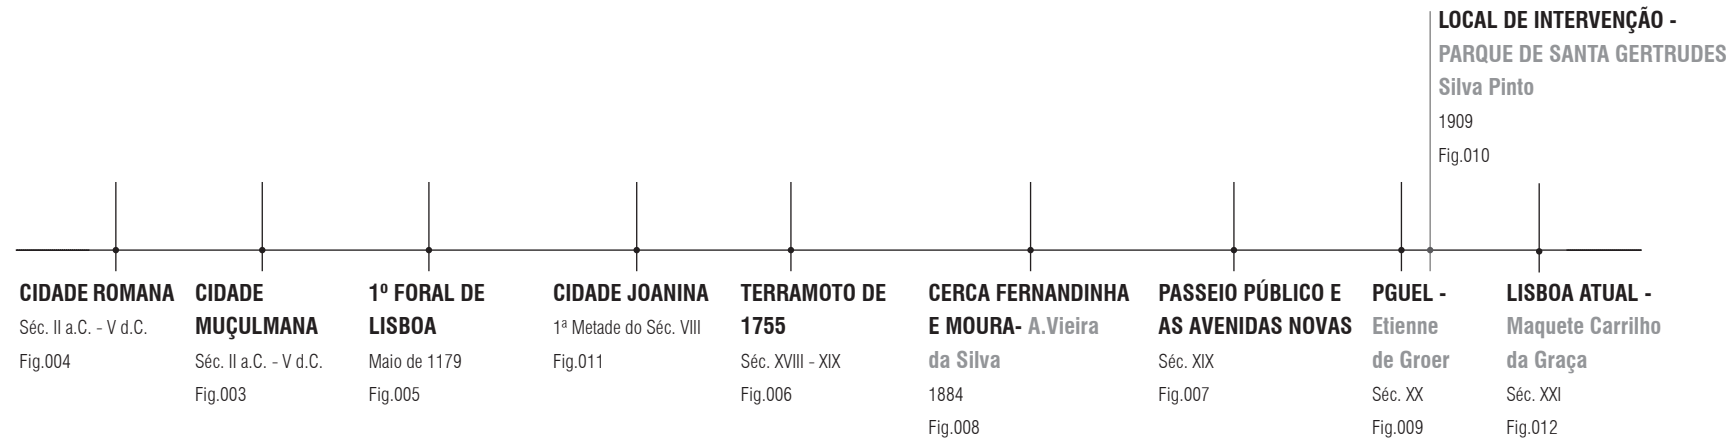 LOCAL DE INTERVENÇÃO -
PARQUE DE SANTA GERTRUDES
Silva Pinto
1909
Fig.010
CIDADE ROMANA
Séc. II a.C. - V d.C.
Fig.004
CIDADE
MUÇULMANA
Séc. II a.C. - V d.C.
Fig.003
1º FORAL DE
LISBOA
Maio de 1179
Fig.005
CIDADE JOANINA
1ª Metade do Séc. VIII
Fig.011
TERRAMOTO DE
1755
Séc. XVIII - XIX
Fig.006
CERCA FERNANDINHA
E MOURA- A.Vieira
da Silva
1884
Fig.008
PASSEIO PÚBLICO E
AS AVENIDAS NOVAS
Séc. XIX
Fig.007
PGUEL -
Etienne
de Groer
Séc. XX
Fig.009
LISBOA ATUAL -
Maquete Carrilho
da Graça
Séc. XXI
Fig.012